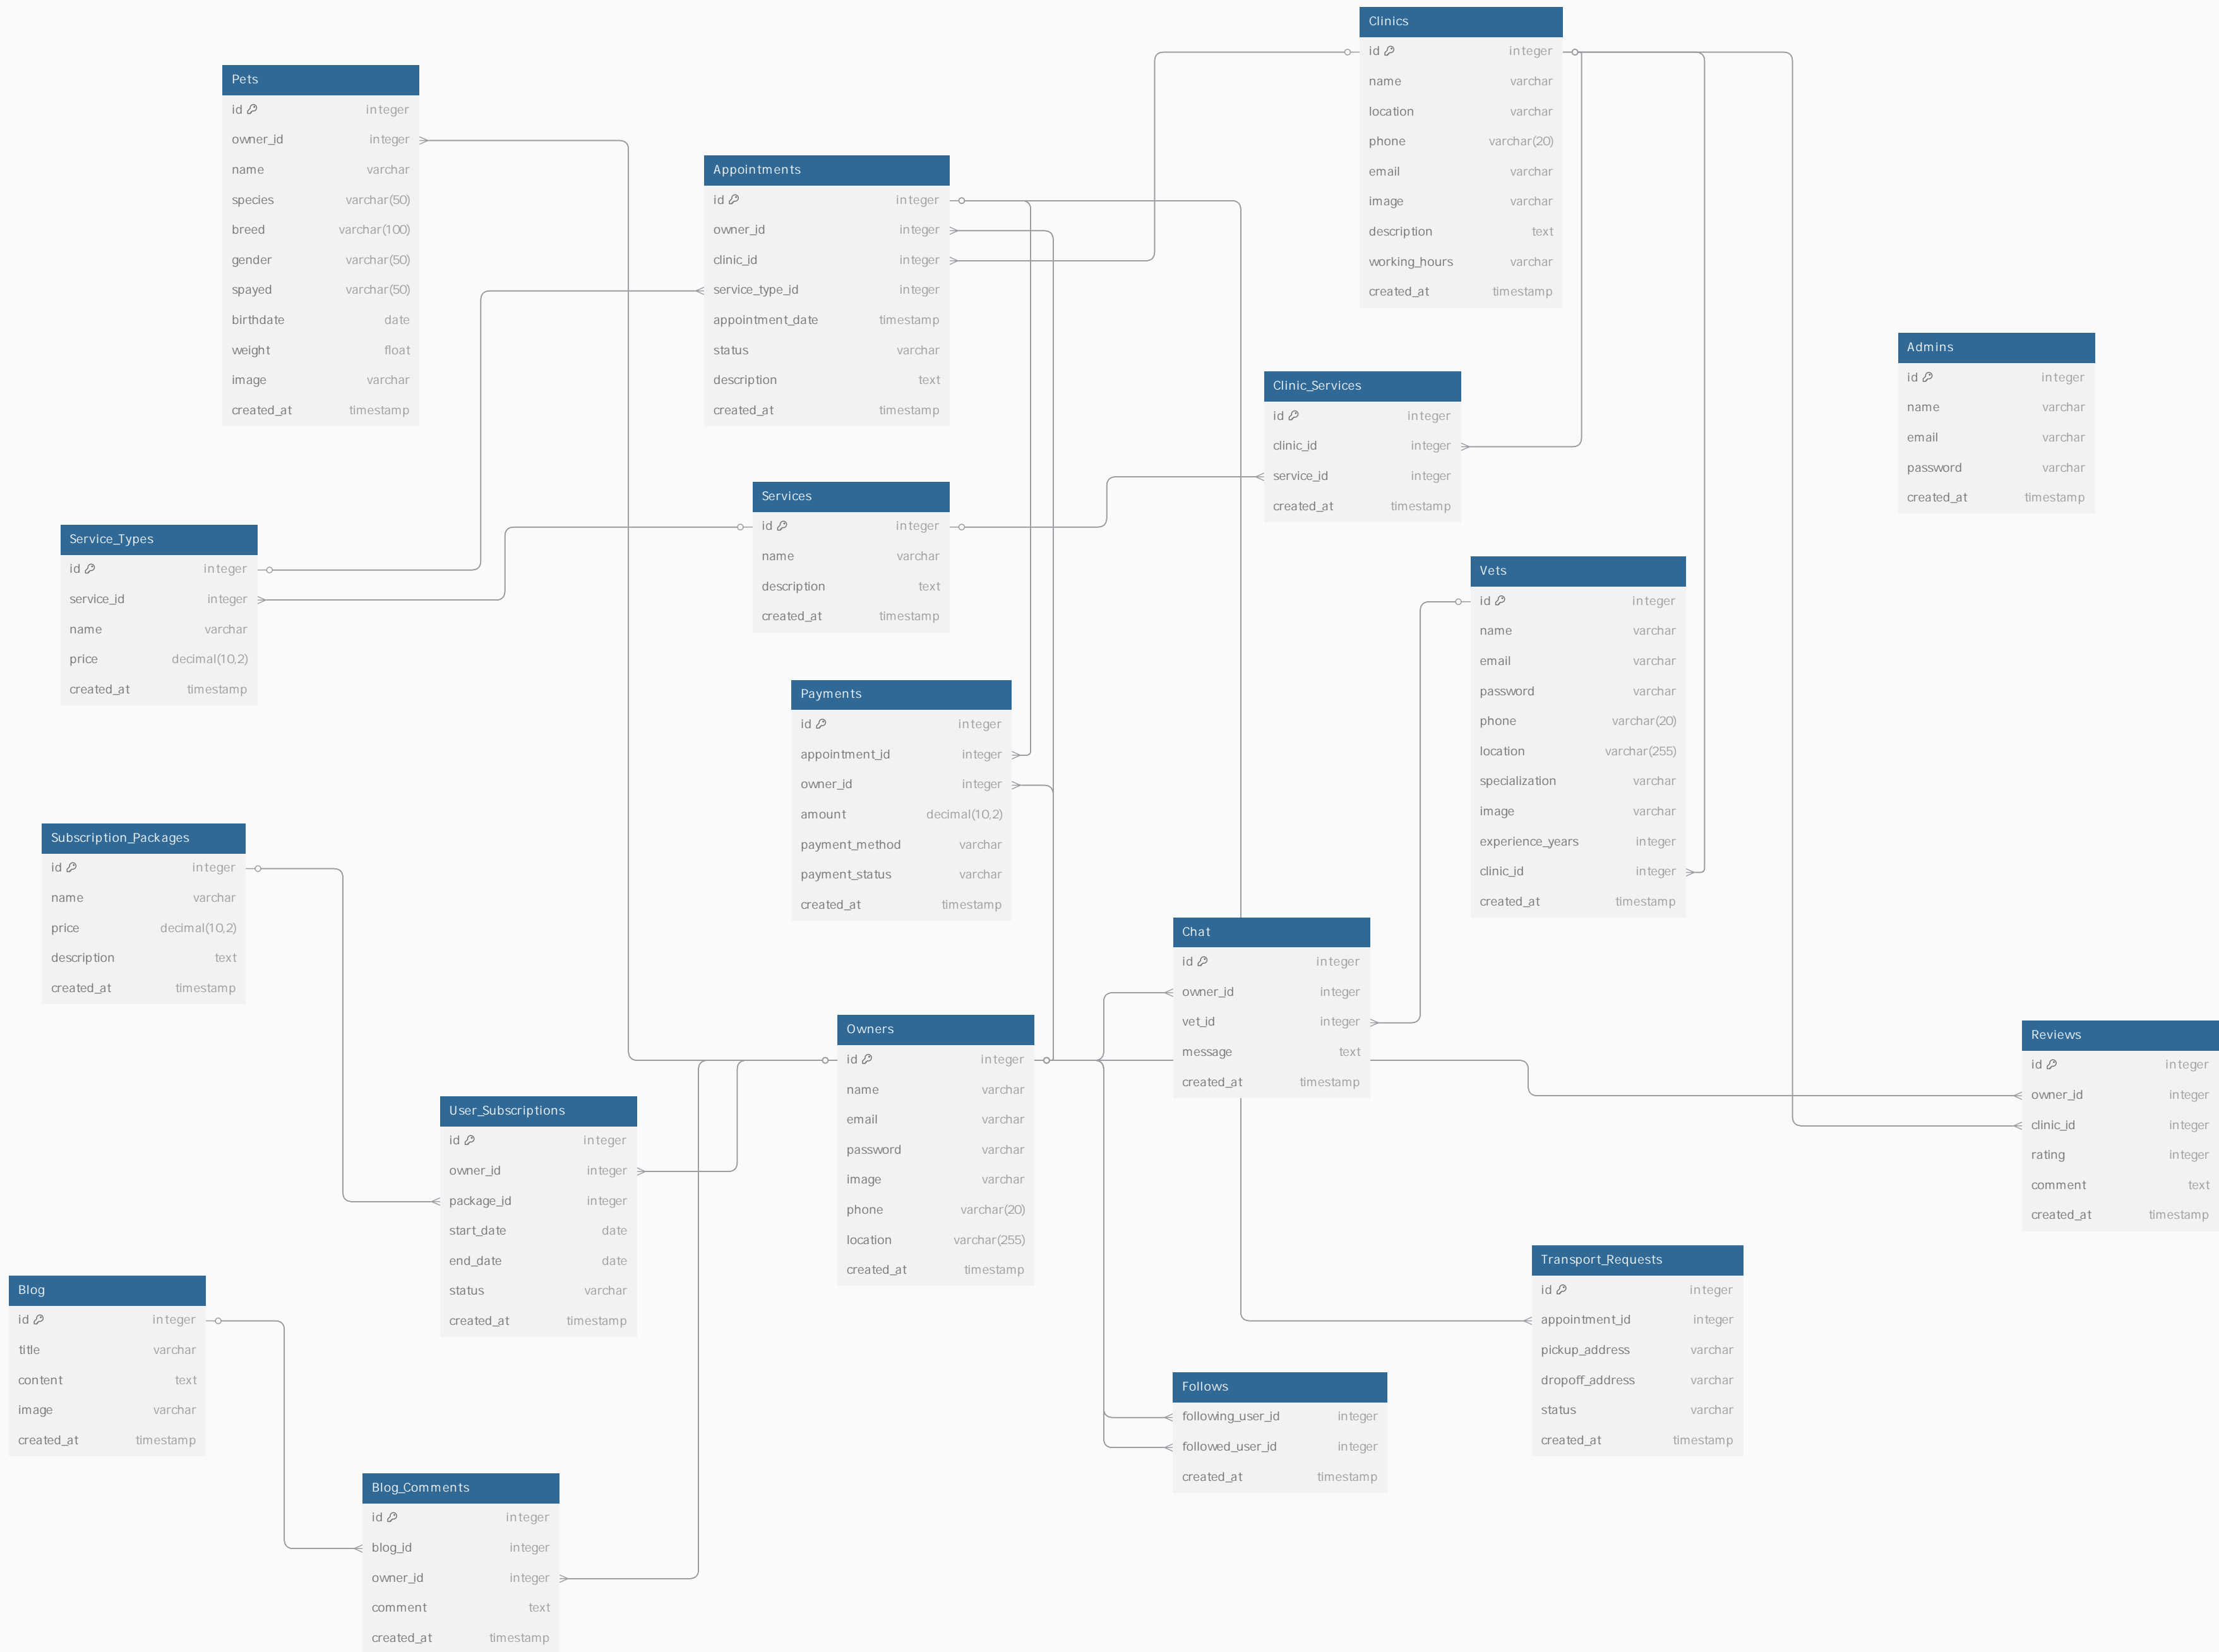 Clinics
id integer
name varchar
location varchar
phone varchar(20)
email varchar
image varchar
description text
working_hours varchar
created_at timestamp
Pets
id integer
owner_id integer
name varchar
species varchar(50)
breed varchar(100)
gender varchar(50)
spayed varchar(50)
birthdate date
weight float
image varchar
created_at timestamp
Appointments
id integer
owner_id integer
clinic_id integer
service_type_id integer
appointment_date timestamp
status varchar
description text
created_at timestamp
Admins
id integer
name varchar
email varchar
password varchar
created_at timestamp
Clinic_Services
id integer
clinic_id integer
service_id integer
created_at timestamp
Services
id integer
name varchar
description text
created_at timestamp
Service_Types
id integer
service_id integer
name varchar
price decimal(10,2)
created_at timestamp
Vets
id integer
name varchar
email varchar
password varchar
phone varchar(20)
location varchar(255)
specialization varchar
image varchar
experience_years integer
clinic_id integer
created_at timestamp
Payments
id integer
appointment_id integer
owner_id integer
amount decimal(10,2)
payment_method varchar
payment_status varchar
created_at timestamp
Subscription_Packages
id integer
name varchar
price decimal(10,2)
description text
created_at timestamp
Chat
id integer
owner_id integer
vet_id integer
message text
created_at timestamp
Owners
id integer
name varchar
email varchar
password varchar
image varchar
phone varchar(20)
location varchar(255)
created_at timestamp
Reviews
id integer
owner_id integer
clinic_id integer
rating integer
comment text
created_at timestamp
User_Subscriptions
id integer
owner_id integer
package_id integer
start_date date
end_date date
status varchar
created_at timestamp
Transport_Requests
id integer
appointment_id integer
pickup_address varchar
dropoff_address varchar
status varchar
created_at timestamp
Blog
id integer
title varchar
content text
image varchar
created_at timestamp
Follows
following_user_id integer
followed_user_id integer
created_at timestamp
Blog_Comments
id integer
blog_id integer
owner_id integer
comment text
created_at timestamp